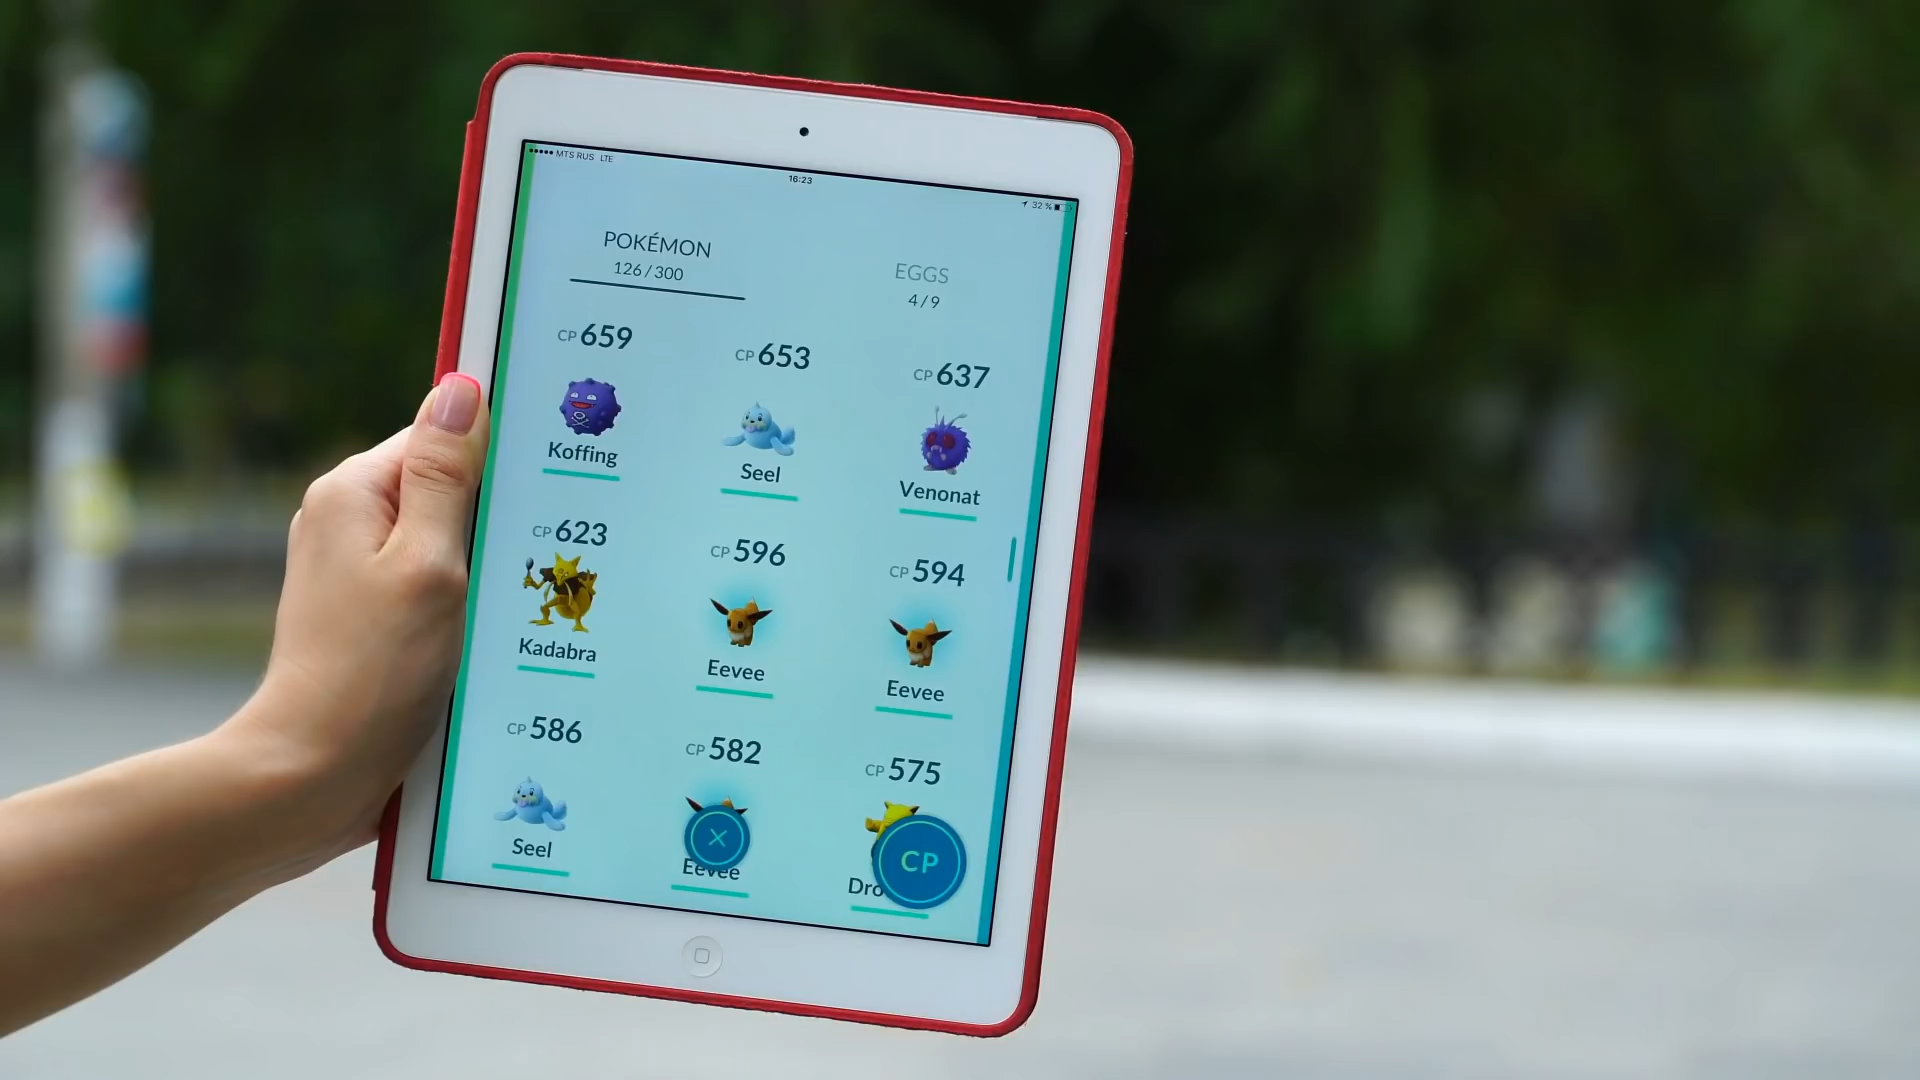 MTS RUS LTE
16:23
32 %
POKÉMON
126/300
EGGS
4/9
CP 659
CP 653
CP 637
Koffing
Seel
Venonat
CP 623
CP 596
CP 594
Kadabra
Eevee
Eevee
CP 586
CP 582
CP 575
Seel
Eevee
Dro
CP